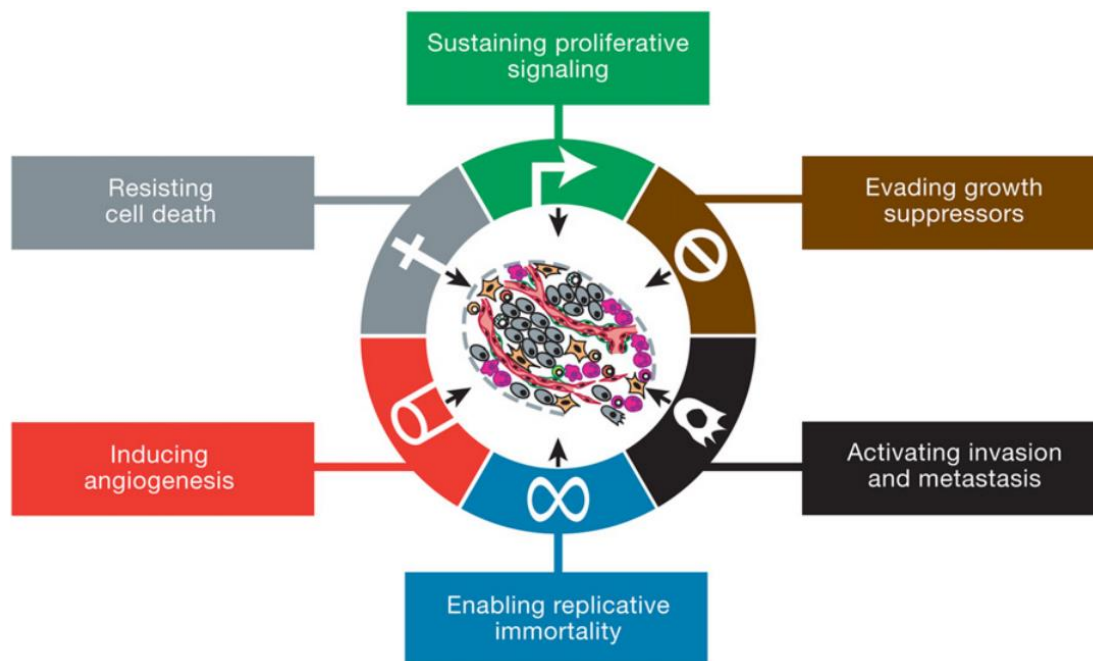 Sustaining proliferative
signaling
Resisting
cell death
Evading growth
suppressors
Inducing
angiogenesis
Activating invasion
and metastasis
Enabling replicative
immortality